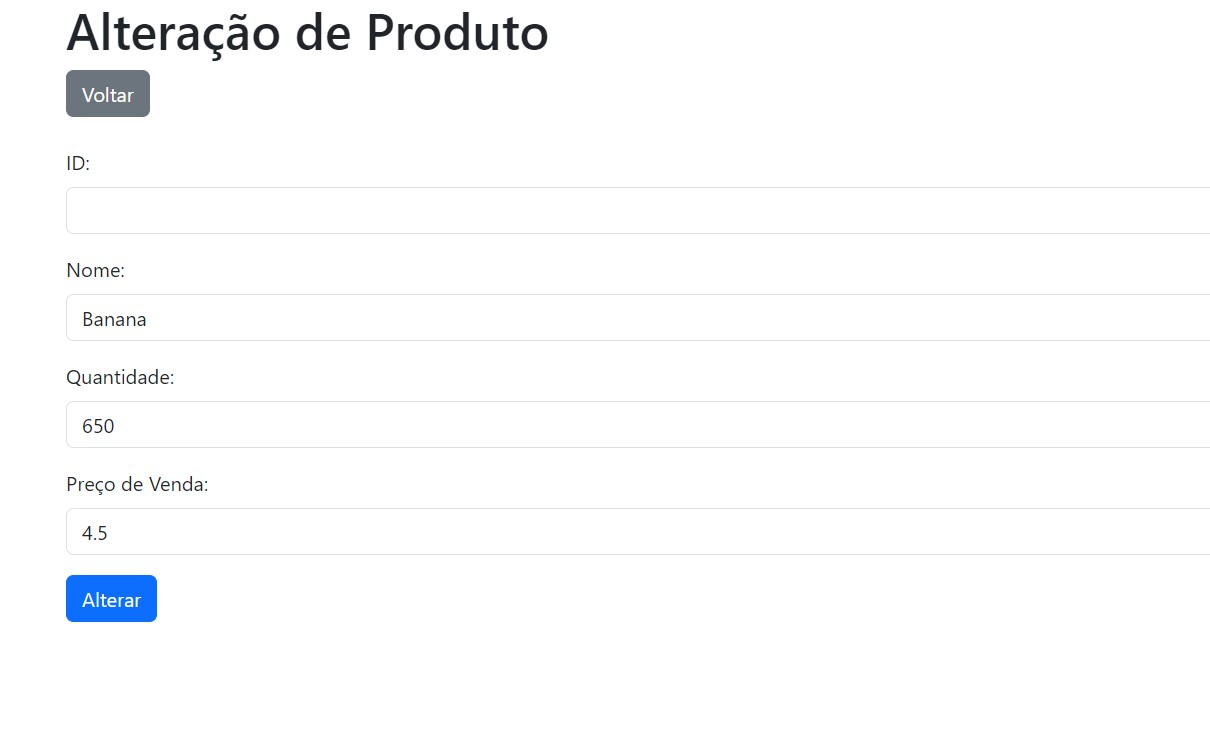 Alteração de Produto
Voltar
ID:
Nome:
Banana
Quantidade:
650
Preço de Venda:
4.5
Alterar